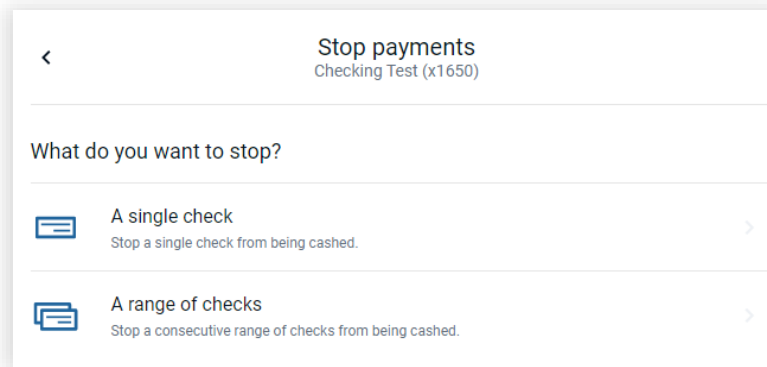 Stop payments
Checking Test (x1650)
What do you want to stop?
A single check
Stop a single check from being cashed.
A range of checks
Stop a consecutive range of checks from being cashed.